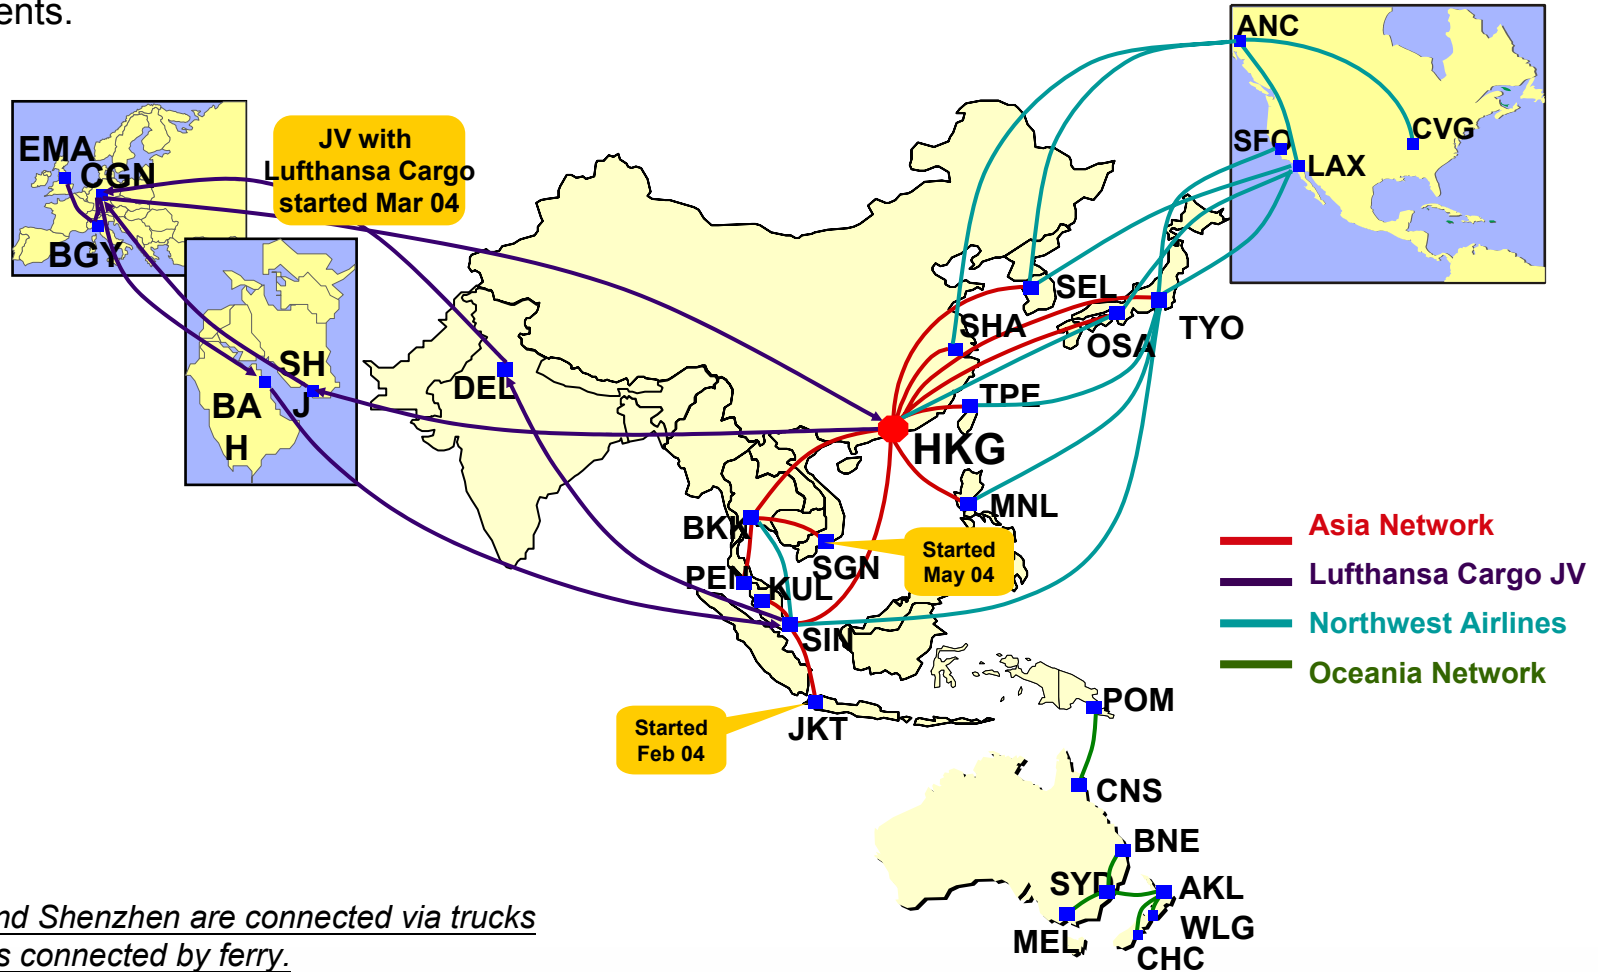 ents.
ANC
CVG
SFO
LAX
EMA
CGN
BGY
JV with
Lufthansa Cargo
started Mar 04
SH
J
BA
H
DEL
SEL
SHA
OSA
TYO
TPE
HKG
MNL
BKK
SGN
Started
May 04
PEN
KUL
SIN
JKT
Started
Feb 04
Asia Network
Lufthansa Cargo JV
Northwest Airlines
Oceania Network
POM
CNS
BNE
SYD
AKL
MEL
WLG
CHC
nd Shenzhen are connected via trucks
s connected by ferry.